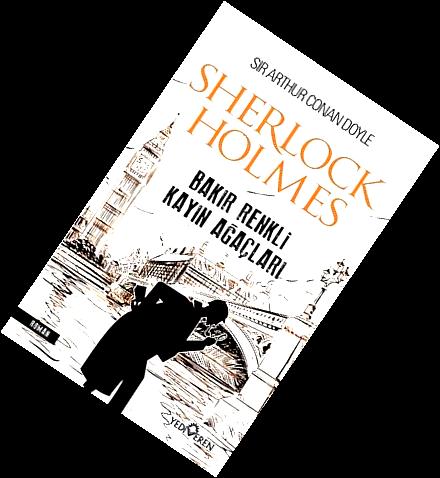 SIR ARTHUR CONAN DOYLE
SHERLOCK
HOLMES
BAKIR RENKLİ
KAYIN AĞAÇLARI
ROMAN
YEDİVEREN